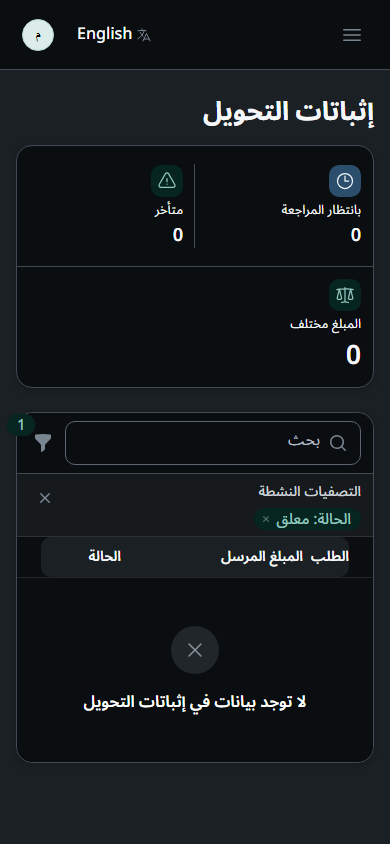 English
م
إثباتات التحويل
بانتظار المراجعة
0
متأخر
0
المبلغ مختلف
0
بحث
1
التصفيات النشطة
الحالة: معلق ×
الطلب المبلغ المرسل الحالة
لا توجد بيانات في إثباتات التحويل